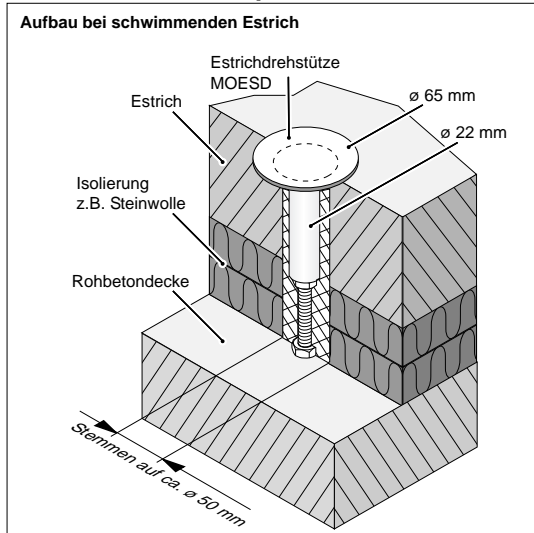 Aufbau bei schwimmenden Estrich
Estrichdrehstütze
MOESD
ø 65 mm
Estrich
ø 22 mm
Isolierung
z.B. Steinwolle
Rohbetondecke
Stemmen auf ca. ø 50 mm